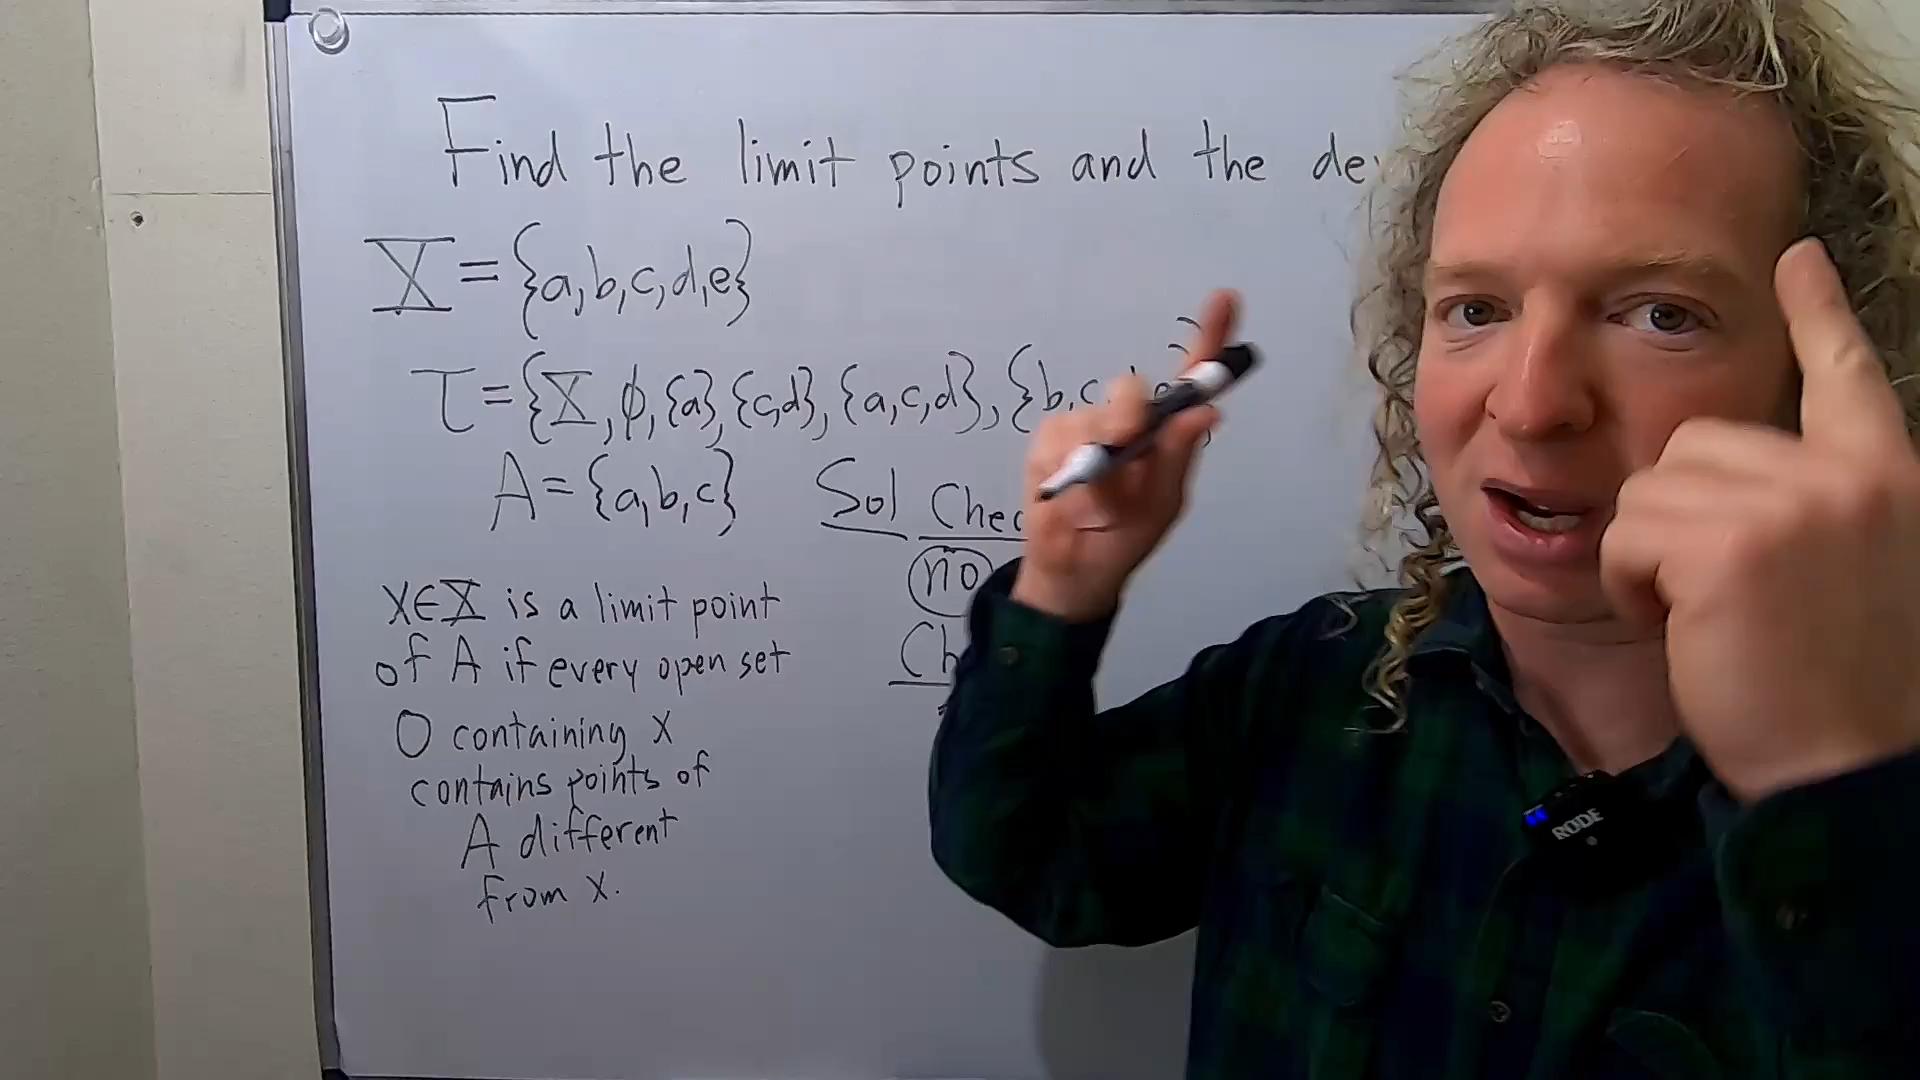 Find the limit points and the
X = {a,b,c,d,e}
τ = {X, ϕ, {a}, {c,d}, {a,c,d}, {b,c,
A = {a,b,c} Sol
no
x∈X is a limit point
of A if every open set
O containing x
contains points of
A different
from x.
RODE